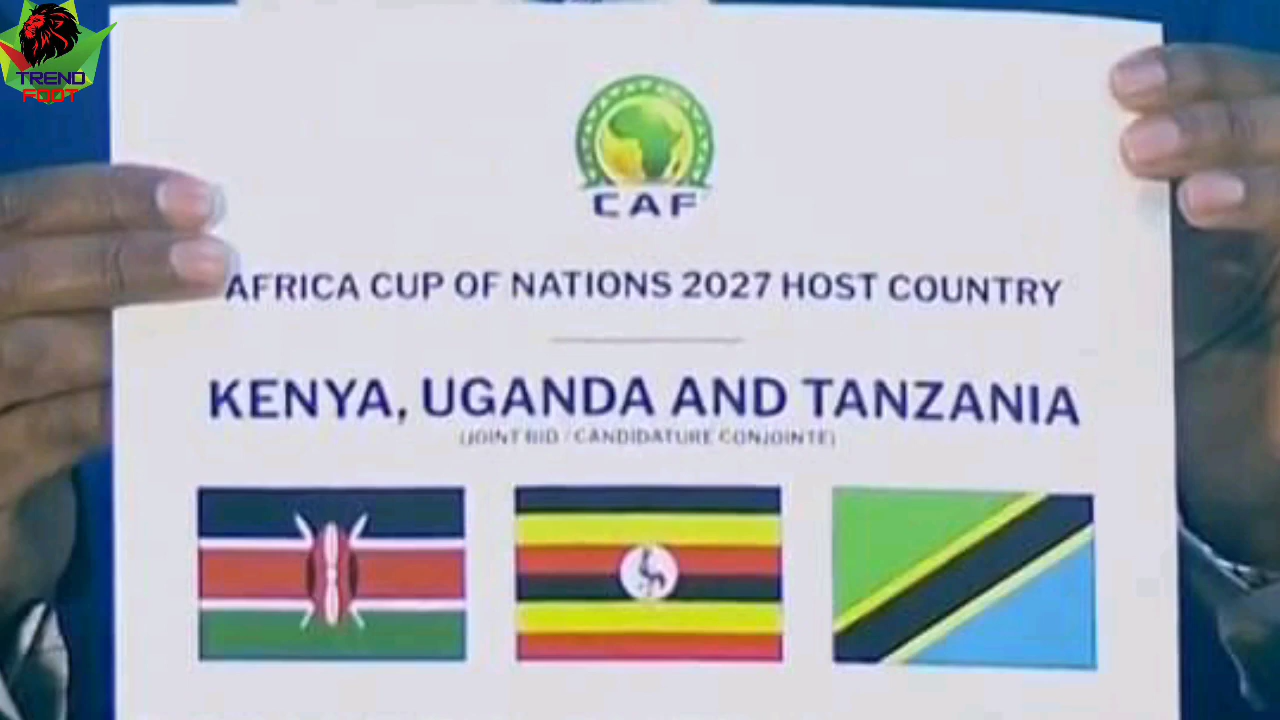 TREND
FOOT
CAF
AFRICA CUP OF NATIONS 2027 HOST COUNTRY
KENYA, UGANDA AND TANZANIA
(JOINT BID / CANDIDATURE CONJOINTE)